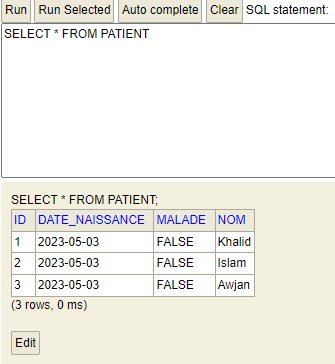 Run Run Selected Auto complete Clear SQL statement:
SELECT * FROM PATIENT
SELECT * FROM PATIENT;
ID DATE_NAISSANCE MALADE NOM
1 2023-05-03 FALSE Khalid
2 2023-05-03 FALSE Islam
3 2023-05-03 FALSE Awjan
(3 rows, 0 ms)
Edit